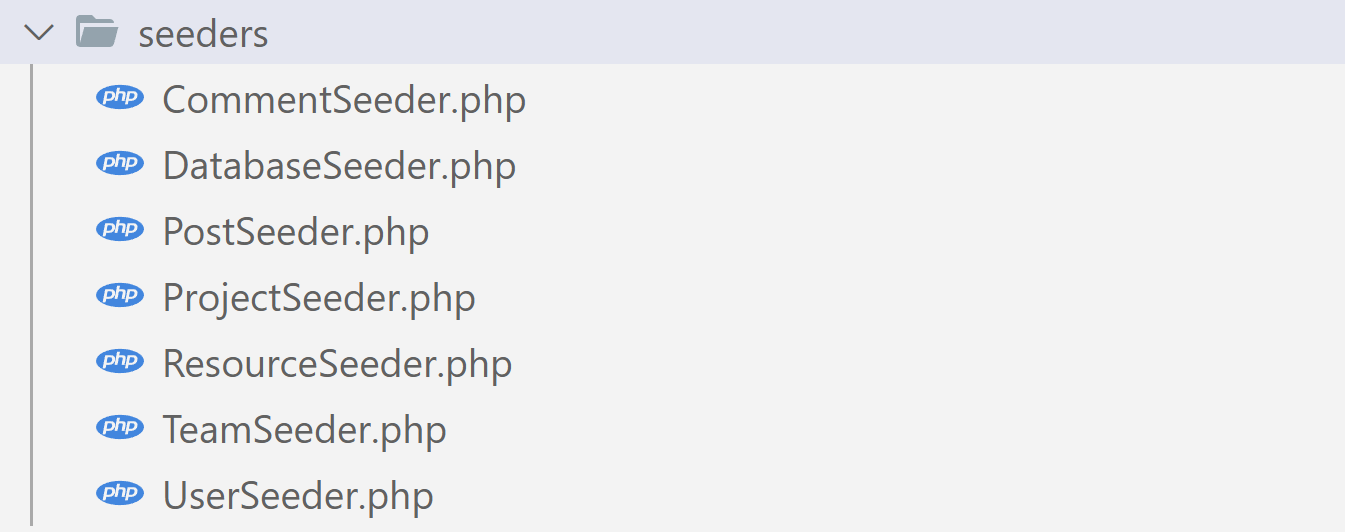 seeders
php CommentSeeder.php
php DatabaseSeeder.php
php PostSeeder.php
php ProjectSeeder.php
php ResourceSeeder.php
php TeamSeeder.php
php UserSeeder.php